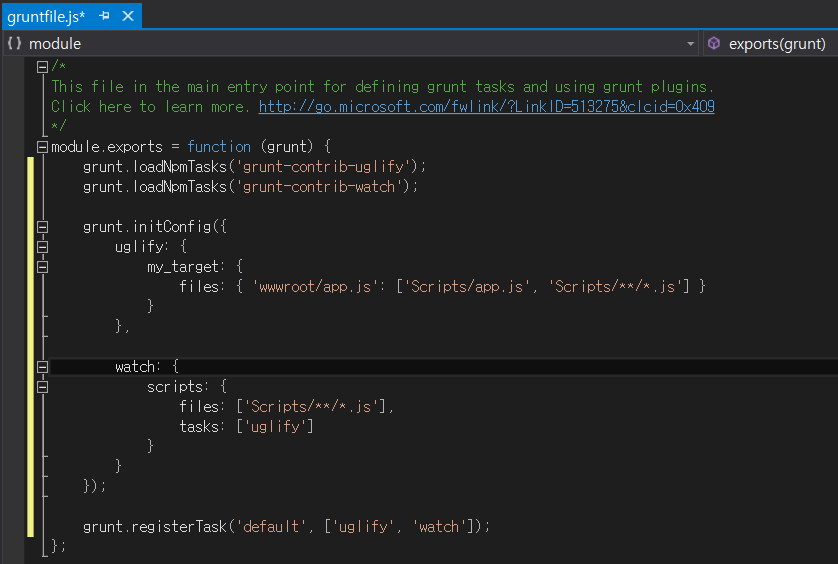 gruntfile.js*
{ } module exports(grunt)
/*
This file in the main entry point for defining grunt tasks and using grunt plugins.
Click here to learn more. http://go.microsoft.com/fwlink/?LinkID=513275&clcid=0x409
*/
module.exports = function (grunt) {
    grunt.loadNpmTasks('grunt-contrib-uglify');
    grunt.loadNpmTasks('grunt-contrib-watch');
    grunt.initConfig({
        uglify: {
            my_target: {
                files: { 'wwwroot/app.js': ['Scripts/app.js', 'Scripts/**/*.js'] }
            }
        },
        watch: {
            scripts: {
                files: ['Scripts/**/*.js'],
                tasks: ['uglify']
            }
        }
    });
    grunt.registerTask('default', ['uglify', 'watch']);
};